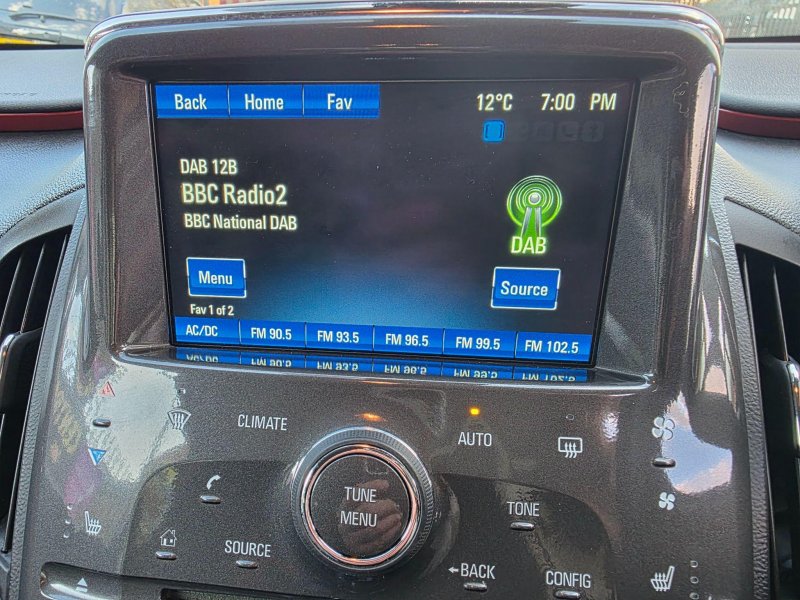 Back Home Fav 12°C 7:00 PM
DAB 12B
BBC Radio2
BBC National DAB
DAB
Menu
Source
Fav 1 of 2
AC/DC FM 90.5 FM 93.5 FM 96.5 FM 99.5 FM 102.5
CLIMATE
AUTO
TUNE
MENU
TONE
SOURCE
BACK
CONFIG